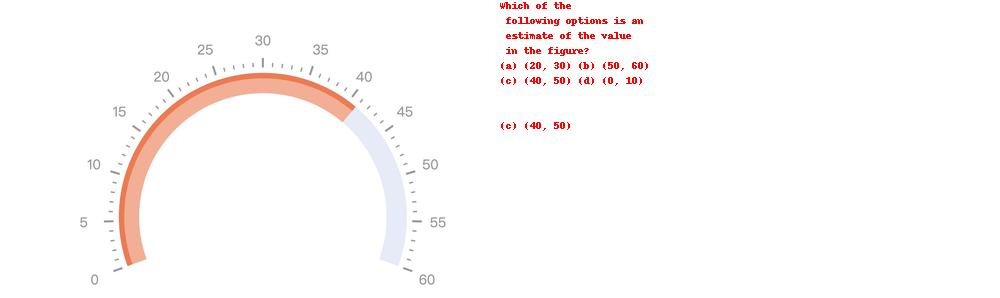 30
25
35
20
40
15
45
10
50
5
55
0
60
Which of the
following options is an
estimate of the value
in the figure?
(a) (20, 30) (b) (50, 60)
(c) (40, 50) (d) (0, 10)
(c) (40, 50)